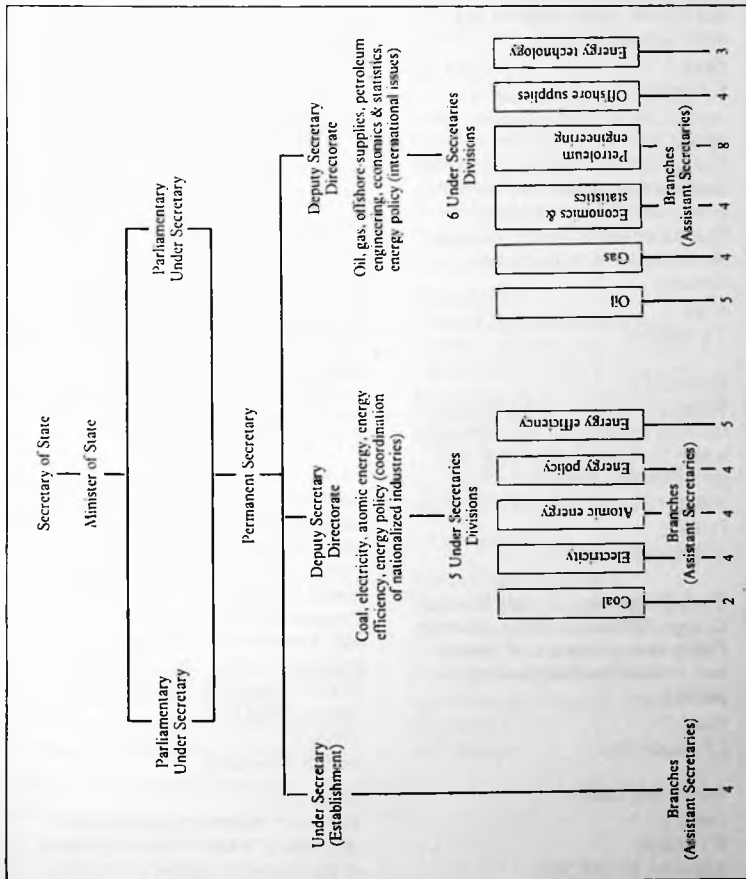 Secretary of State
Minister of State
Parliamentary
Under Secretary
Parliamentary
Under Secretary
Permanent Secretary
Under Secretary
(Establishment)
Deputy Secretary
Directorate
Coal, electricity, atomic energy, energy
efficiency, energy policy (coordination
of nationalized industries)
5 Under Secretaries
Divisions
Deputy Secretary
Directorate
Oil, gas, offshore-supplies, petroleum
engineering, economics & statistics,
energy policy (international issues)
6 Under Secretaries
Divisions
Coal
Electricity
Atomic energy
Energy policy
Energy efficiency
Oil
Gas
Economics &
statistics
Petroleum
engineering
Offshore supplies
Energy technology
Branches
(Assistant Secretaries)
Branches
(Assistant Secretaries)
Branches
(Assistant Secretaries)
4
2
4
4
4
5
5
4
4
8
4
3